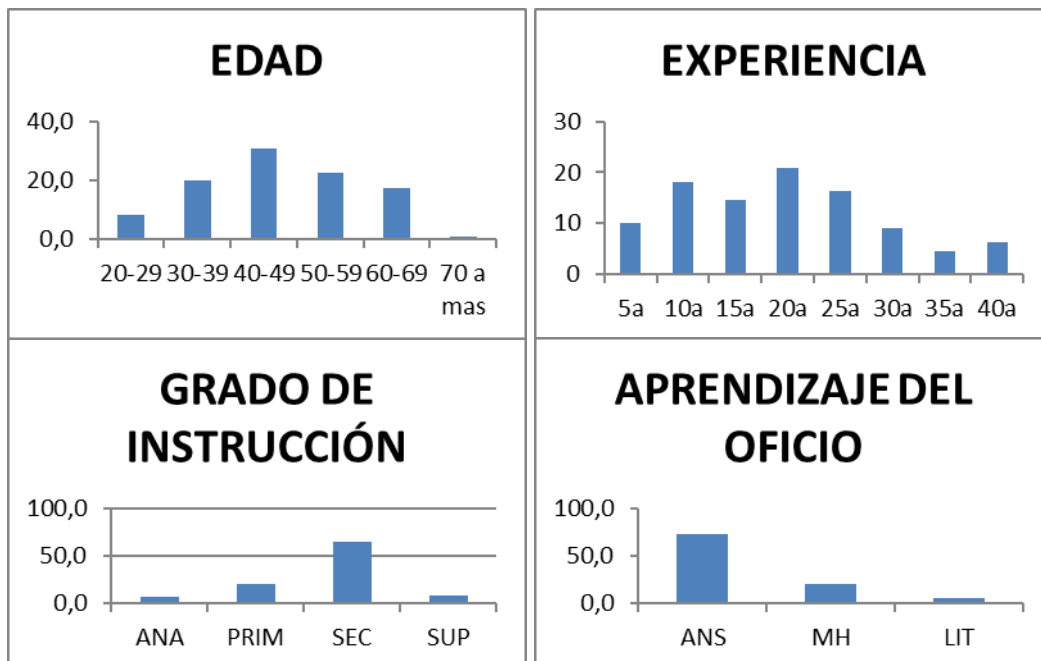 EDAD
40,0
20,0
0,0
20-29 30-39 40-49 50-59 60-69 70 a
mas
EXPERIENCIA
30
20
10
0
5a 10a 15a 20a 25a 30a 35a 40a
GRADO DE
INSTRUCCIÓN
100,0
50,0
0,0
ANA PRIM SEC SUP
APRENDIZAJE DEL
OFICIO
100,0
50,0
0,0
ANS MH LIT